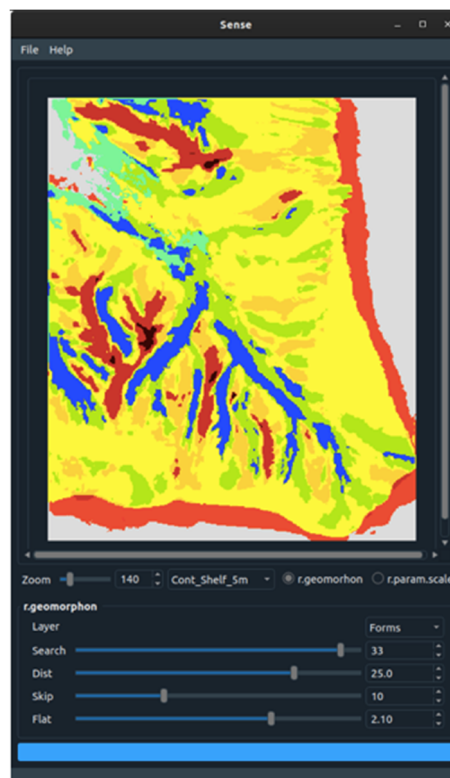 Sense
File Help
Zoom 140 Cont_Shelf_5m r.geomorhon r.param.scale
r.geomorphon
Layer Forms
Search 33
Dist 25.0
Skip 10
Flat 2.10